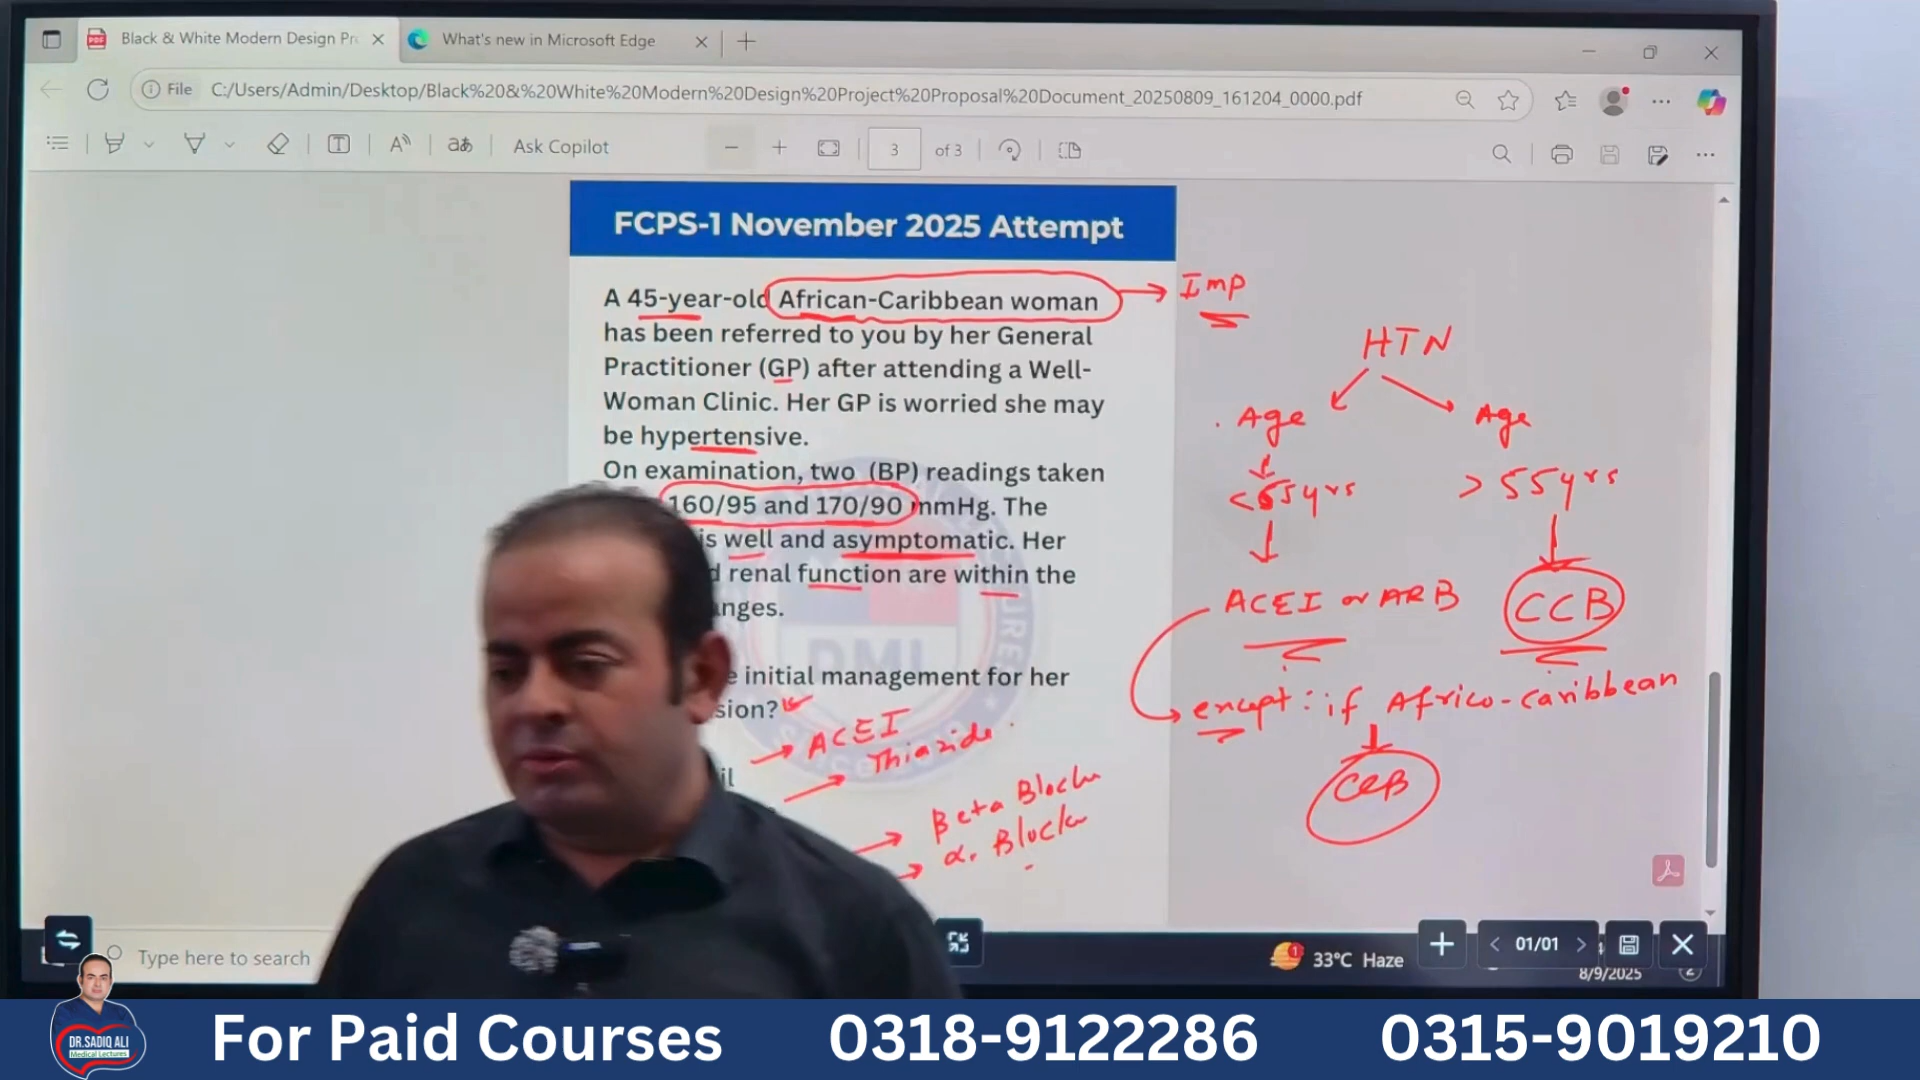 Black & White Modern Design Pr
What's new in Microsoft Edge
File
C:/Users/Admin/Desktop/Black%20&%20White%20Modern%20Design%20Project%20Proposal%20Document_20250809_161204_0000.pdf
Ask Copilot
3 of 3
FCPS-1 November 2025 Attempt
A 45-year-old African-Caribbean woman
has been referred to you by her General
Practitioner (GP) after attending a Well-
Woman Clinic. Her GP is worried she may
be hypertensive.
On examination, two (BP) readings taken
160/95 and 170/90 mmHg. The
is well and asymptomatic. Her
renal function are within the
nges.
initial management for her
sion?
il
Imp
HTN
Age
Age
<55yrs
> 55yrs
ACEI or ARB
CCB
except: if Africo-caribbean
CCB
ACEI
Thiazide
Beta Blocker
α. Blocker
DML
URES
Type here to search
33°C Haze
01/01
8/9/2025
DR.SADIQ ALI
Medical Lectures
For Paid Courses
0318-9122286
0315-9019210